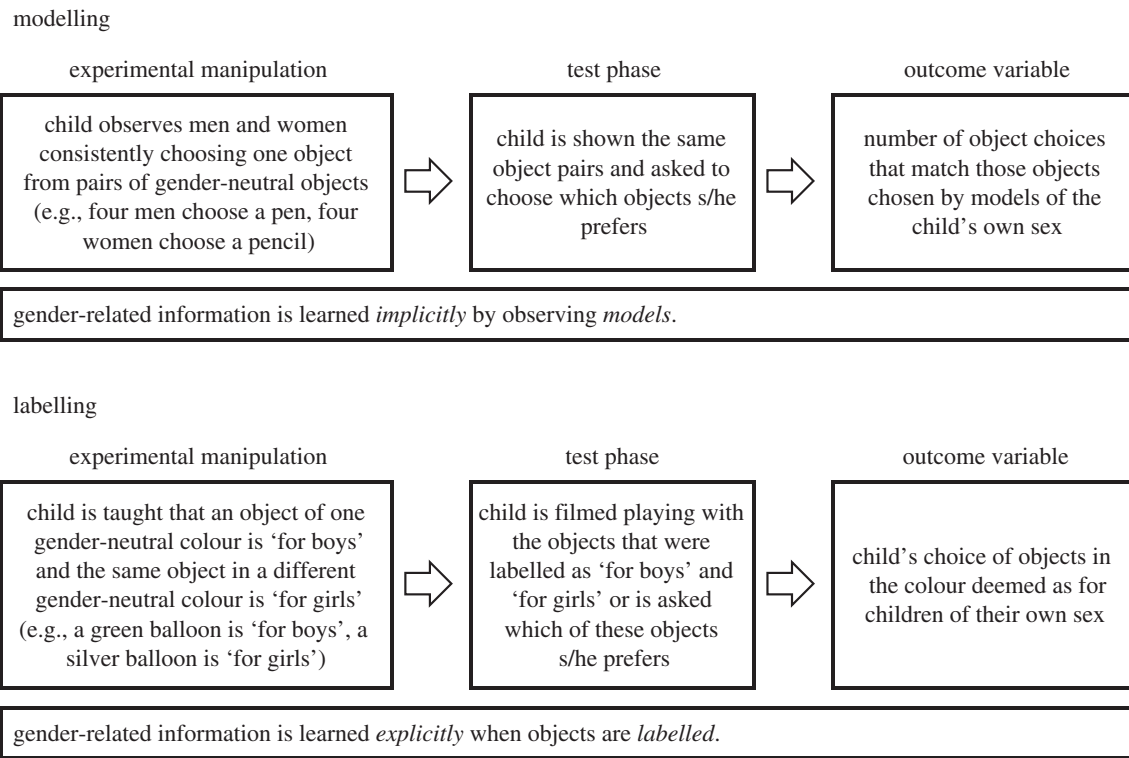 modelling
experimental manipulation
test phase
outcome variable
child observes men and women
consistently choosing one object
from pairs of gender-neutral objects
(e.g., four men choose a pen, four
women choose a pencil)
child is shown the same
object pairs and asked to
choose which objects s/he
prefers
number of object choices
that match those objects
chosen by models of the
child's own sex
gender-related information is learned implicitly by observing models.
labelling
experimental manipulation
test phase
outcome variable
child is taught that an object of one
gender-neutral colour is ‘for boys’
and the same object in a different
gender-neutral colour is ‘for girls’
(e.g., a green balloon is ‘for boys’, a
silver balloon is ‘for girls’)
child is filmed playing with
the objects that were
labelled as ‘for boys’ and
‘for girls’ or is asked
which of these objects
s/he prefers
child’s choice of objects in
the colour deemed as for
children of their own sex
gender-related information is learned explicitly when objects are labelled.